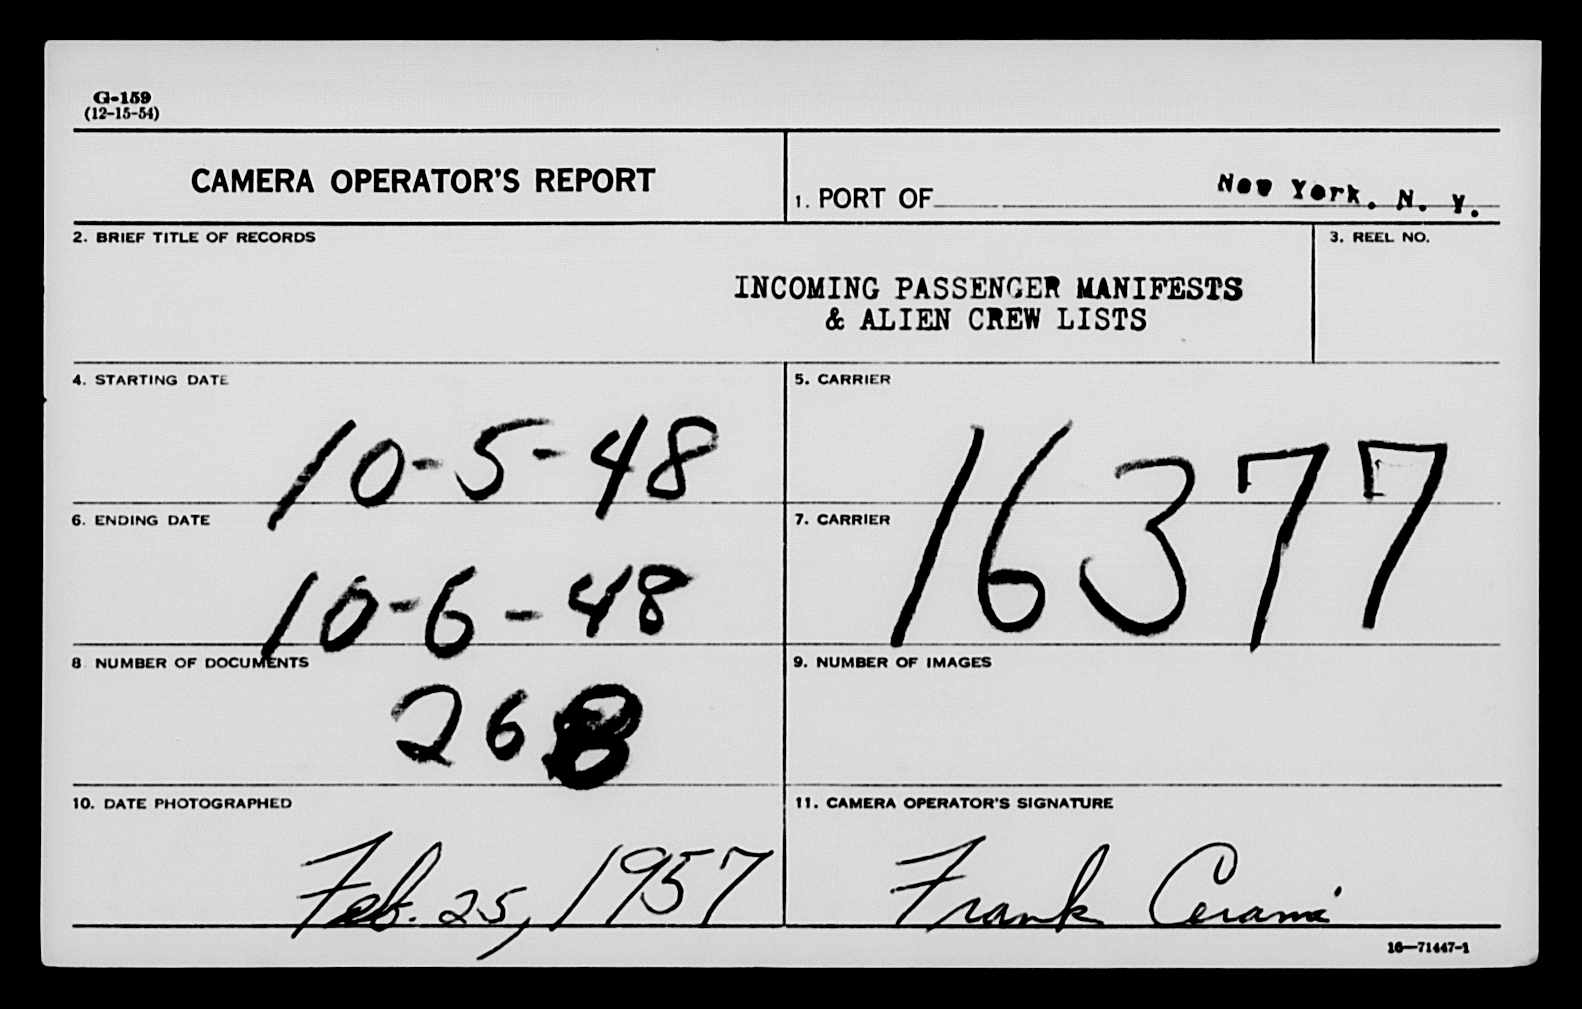 G-159
(12-15-54)
CAMERA OPERATOR'S REPORT
1. PORT OF New York, N. Y.
2. BRIEF TITLE OF RECORDS
3. REEL NO.
INCOMING PASSENGER MANIFESTS
& ALIEN CREW LISTS
4. STARTING DATE
10-5-48
5. CARRIER
16377
6. ENDING DATE
10-6-48
7. CARRIER
8. NUMBER OF DOCUMENTS
268
9. NUMBER OF IMAGES
10. DATE PHOTOGRAPHED
Feb. 25, 1957
11. CAMERA OPERATOR'S SIGNATURE
Frank Cerami
16—71447-1